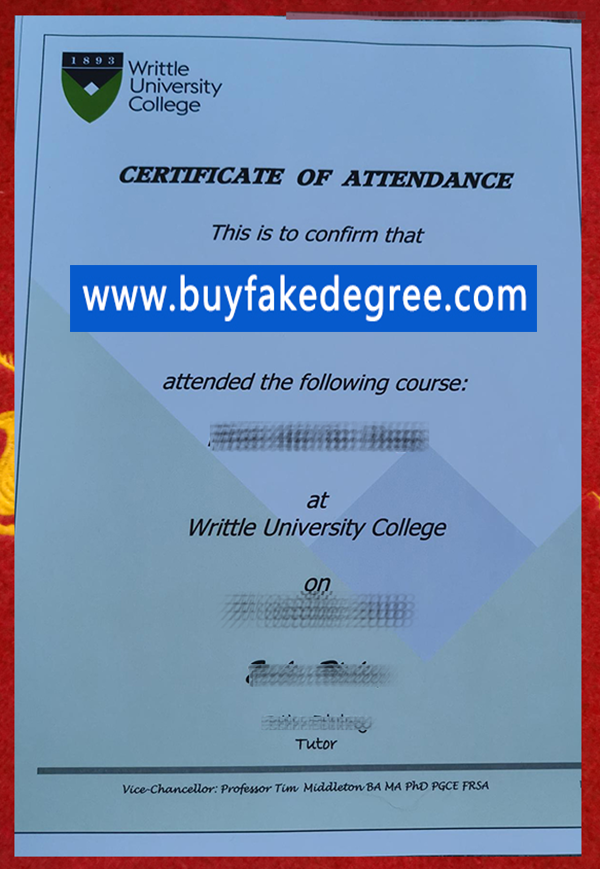 1893
Writtle
University
College
CERTIFICATE OF ATTENDANCE
This is to confirm that
www.buyfakedegree.com
attended the following course:
at
Writtle University College
on
Tutor
Vice-Chancellor: Professor Tim Middleton BA MA PhD PGCE FRSA